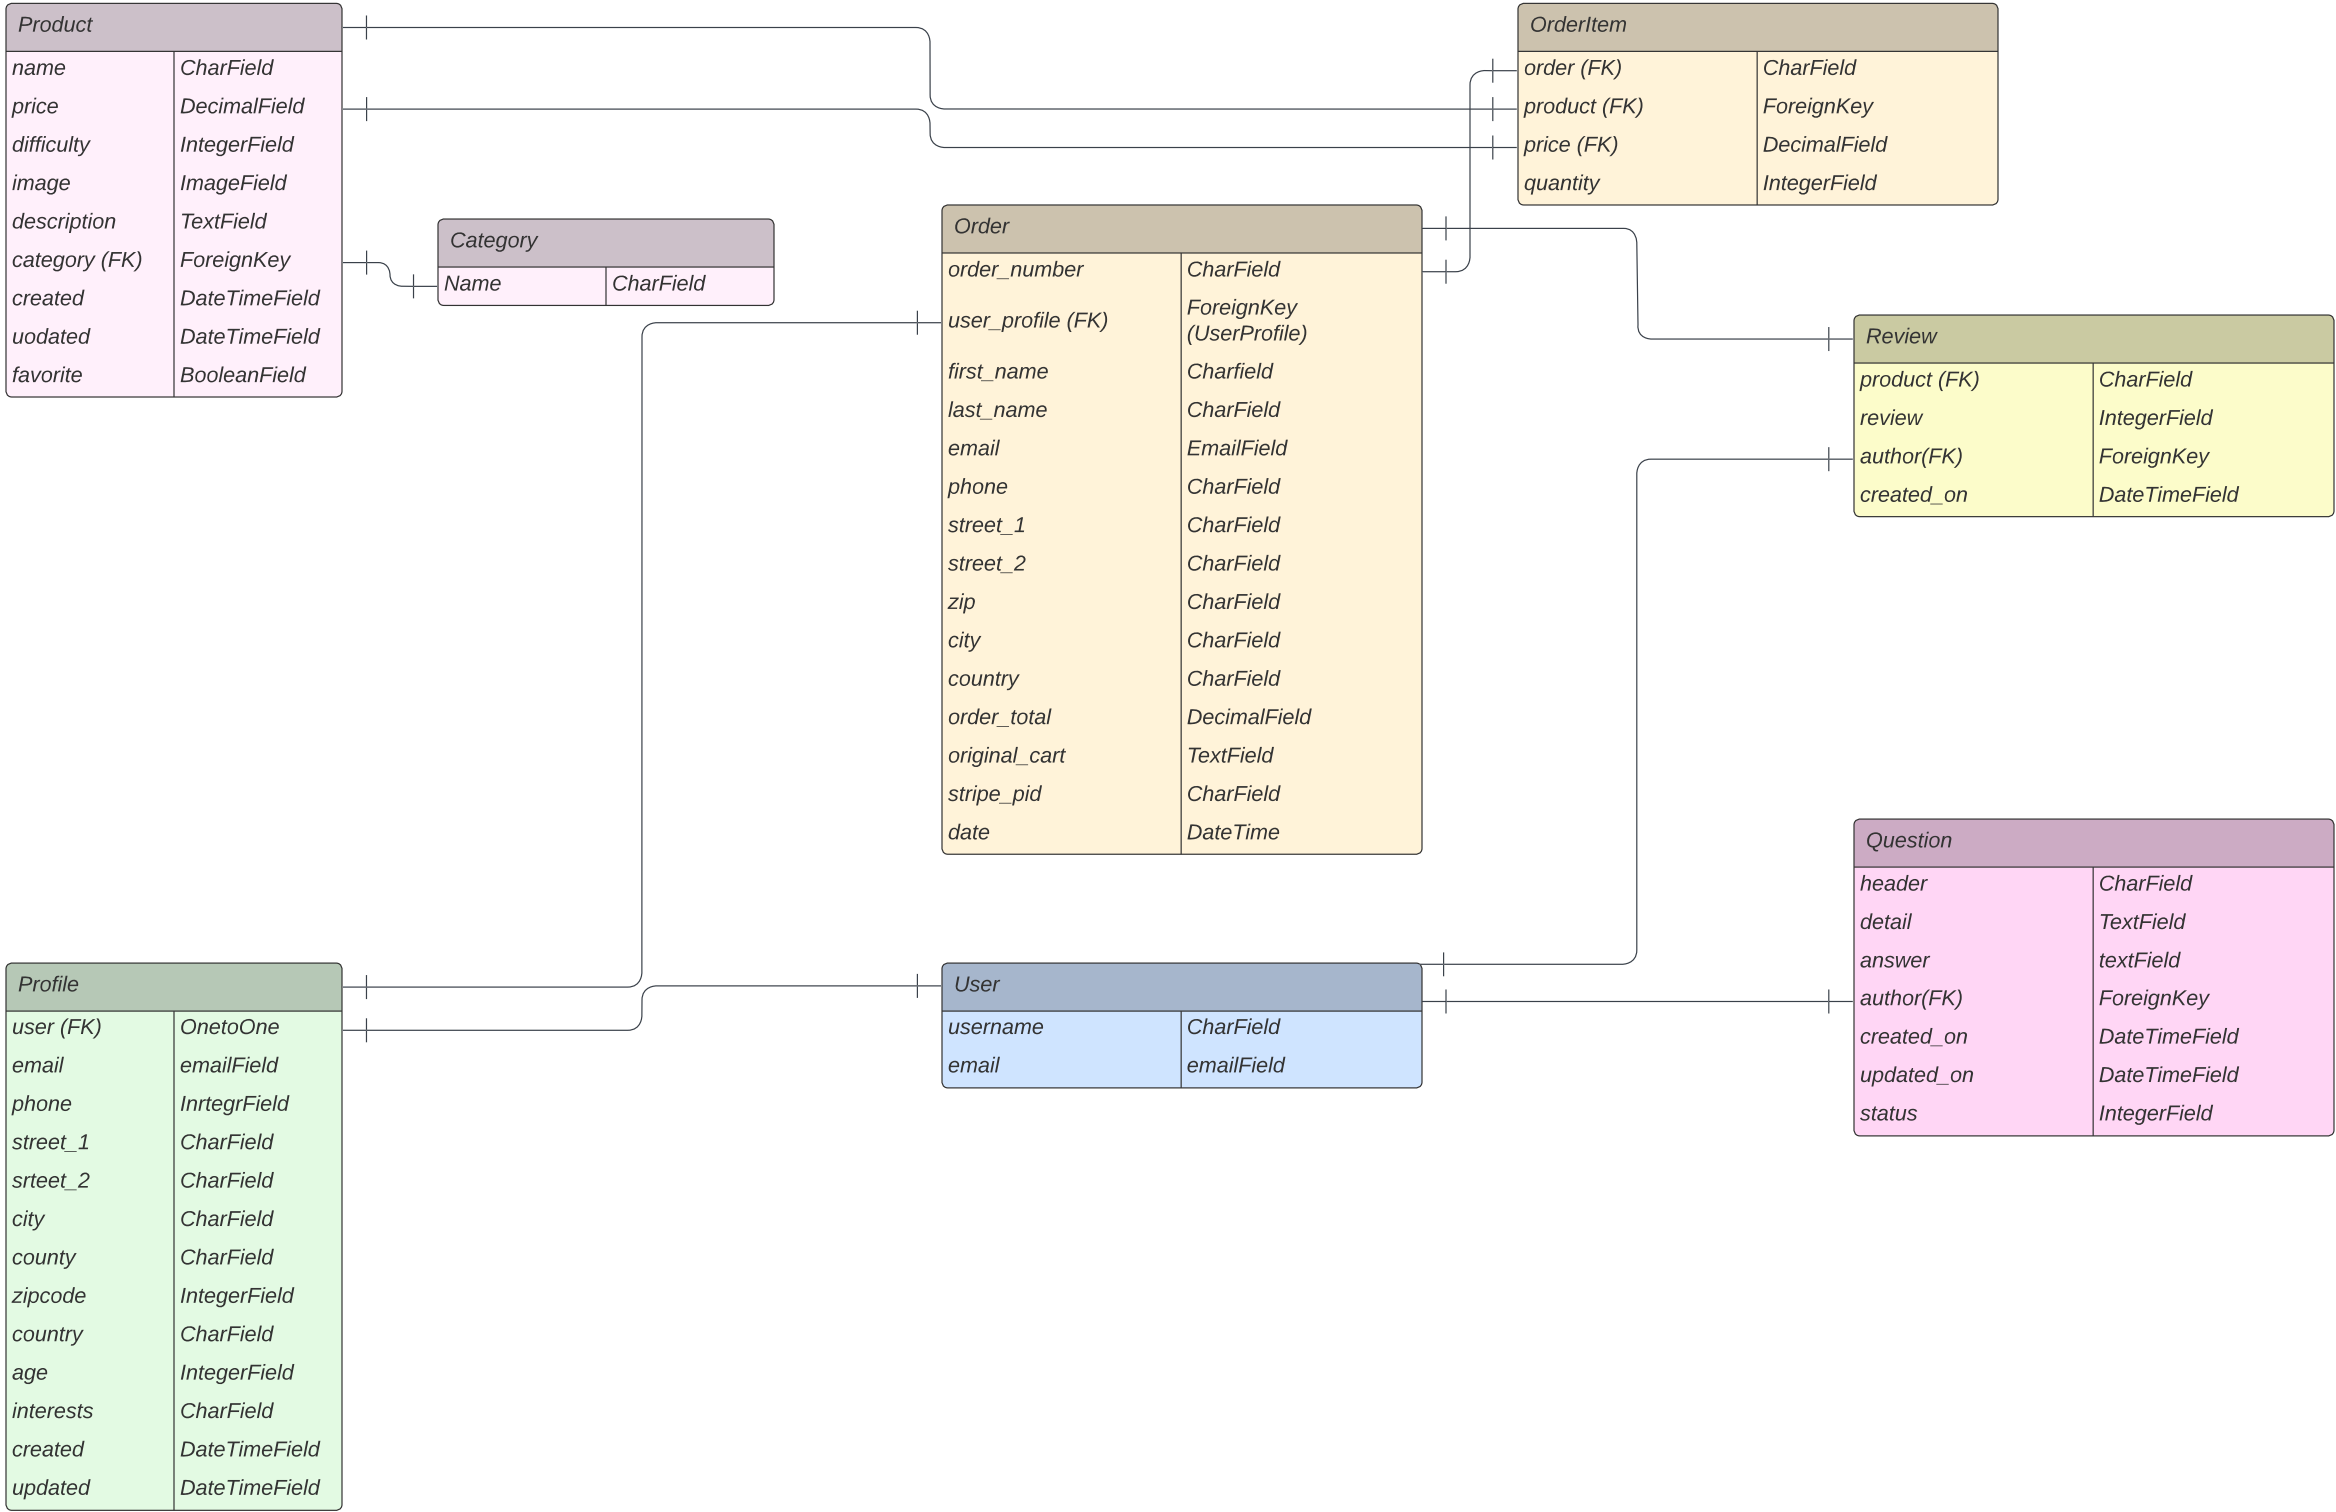 Product
name CharField
price DecimalField
difficulty IntegerField
image ImageField
description TextField
category (FK) ForeignKey
created DateTimeField
uodated DateTimeField
favorite BooleanField
Category
Name CharField
OrderItem
order (FK) CharField
product (FK) ForeignKey
price (FK) DecimalField
quantity IntegerField
Order
order_number CharField
user_profile (FK) ForeignKey
(UserProfile)
first_name Charfield
last_name CharField
email EmailField
phone CharField
street_1 CharField
street_2 CharField
zip CharField
city CharField
country CharField
order_total DecimalField
original_cart TextField
stripe_pid CharField
date DateTime
Review
product (FK) CharField
review IntegerField
author(FK) ForeignKey
created_on DateTimeField
Profile
user (FK) OnetoOne
email emailField
phone InrtegrField
street_1 CharField
srteet_2 CharField
city CharField
county CharField
zipcode IntegerField
country CharField
age IntegerField
interests CharField
created DateTimeField
updated DateTimeField
User
username CharField
email emailField
Question
header CharField
detail TextField
answer textField
author(FK) ForeignKey
created_on DateTimeField
updated_on DateTimeField
status IntegerField